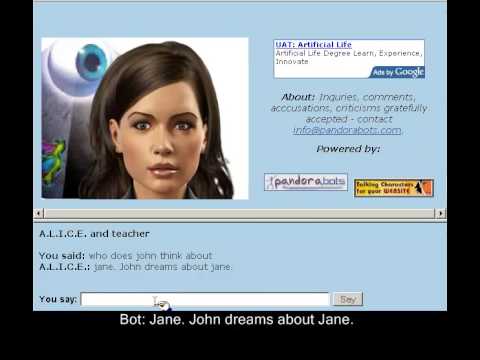 UAT: Artificial Life
Artificial Life Degree Learn, Experience,
Innovate
Ads by Google
About: Inquries, comments,
acccusations, criticisms gratefully
accepted - contact
info@pandorabots.com.
Powered by:
pandorabots
Talking Characters
for your WEBSITE
A.L.I.C.E. and teacher
You said: who does john think about
A.L.I.C.E.: jane. John dreams about jane.
You say:
Say
Bot: Jane. John dreams about Jane.